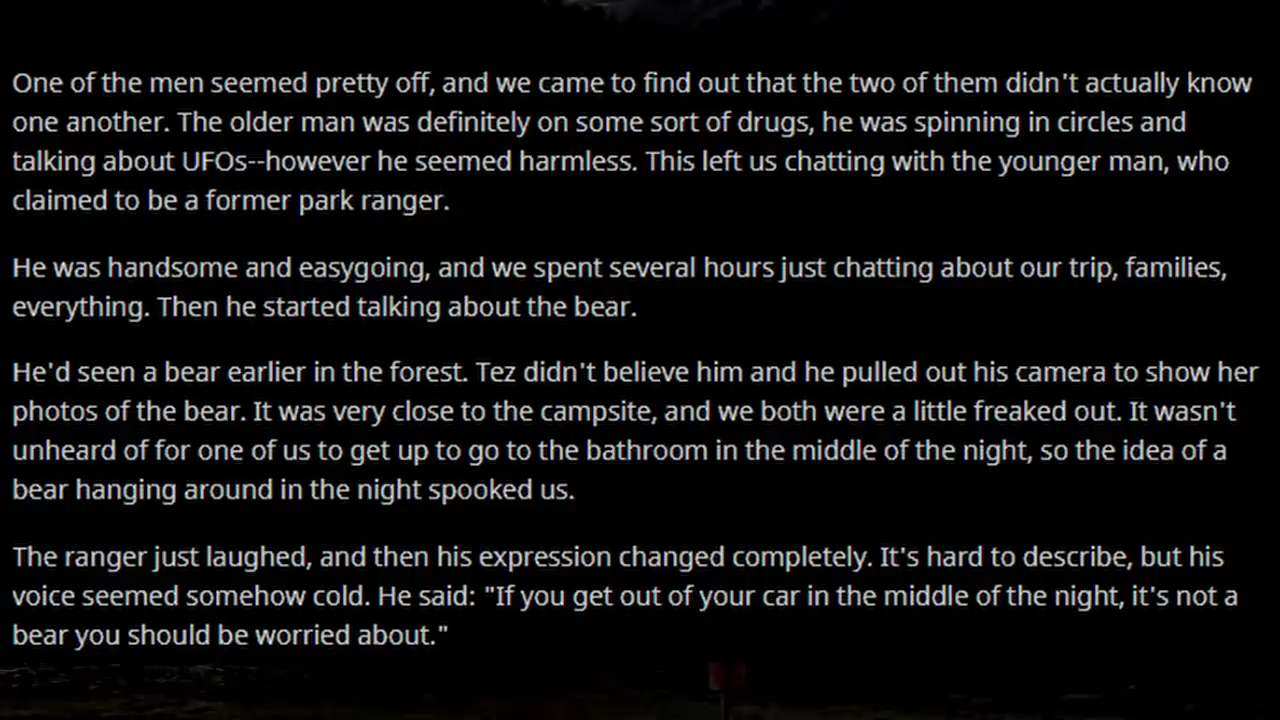 One of the men seemed pretty off, and we came to find out that the two of them didn't actually know
one another. The older man was definitely on some sort of drugs, he was spinning in circles and
talking about UFOs--however he seemed harmless. This left us chatting with the younger man, who
claimed to be a former park ranger.
He was handsome and easygoing, and we spent several hours just chatting about our trip, families,
everything. Then he started talking about the bear.
He'd seen a bear earlier in the forest. Tez didn't believe him and he pulled out his camera to show her
photos of the bear. It was very close to the campsite, and we both were a little freaked out. It wasn't
unheard of for one of us to get up to go to the bathroom in the middle of the night, so the idea of a
bear hanging around in the night spooked us.
The ranger just laughed, and then his expression changed completely. It's hard to describe, but his
voice seemed somehow cold. He said: "If you get out of your car in the middle of the night, it's not a
bear you should be worried about."